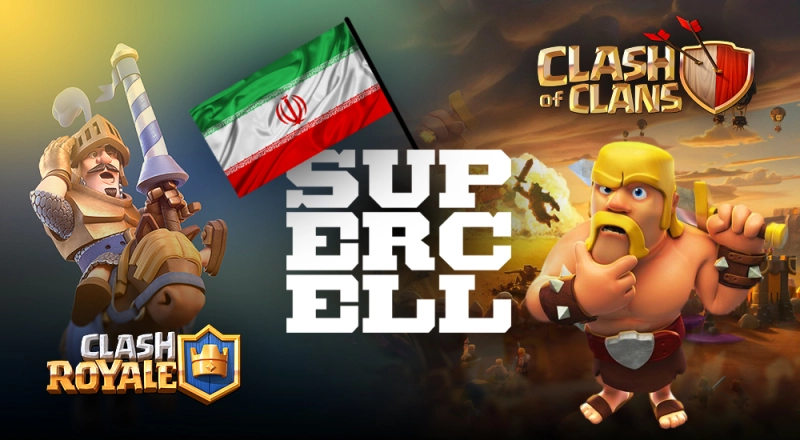 CLASH
of CLANS
SUP
ERC
ELL
CLASH
ROYALE